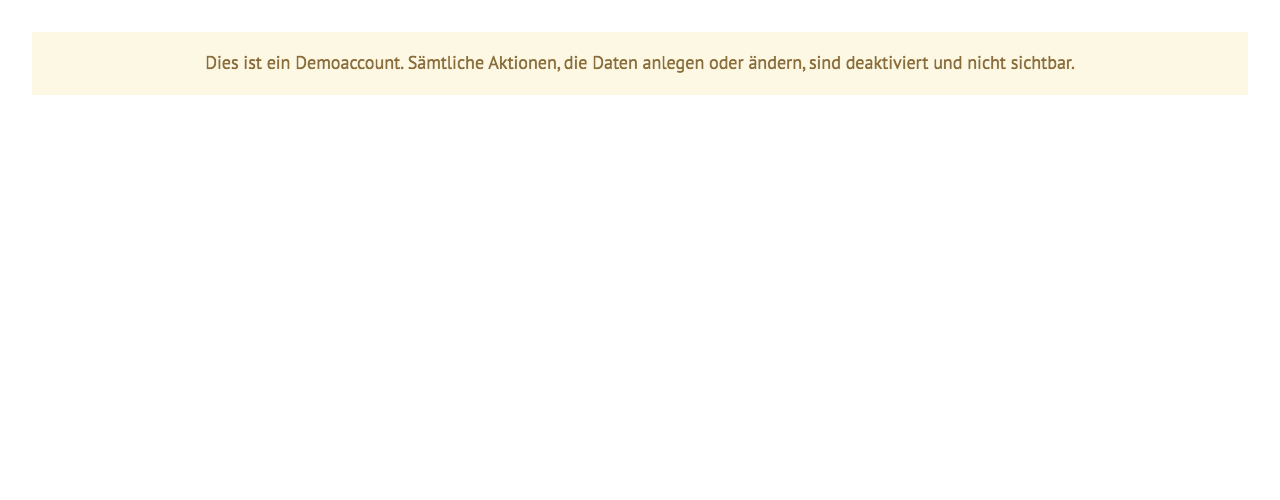 Dies ist ein Demoaccount. Sämtliche Aktionen, die Daten anlegen oder ändern, sind deaktiviert und nicht sichtbar.